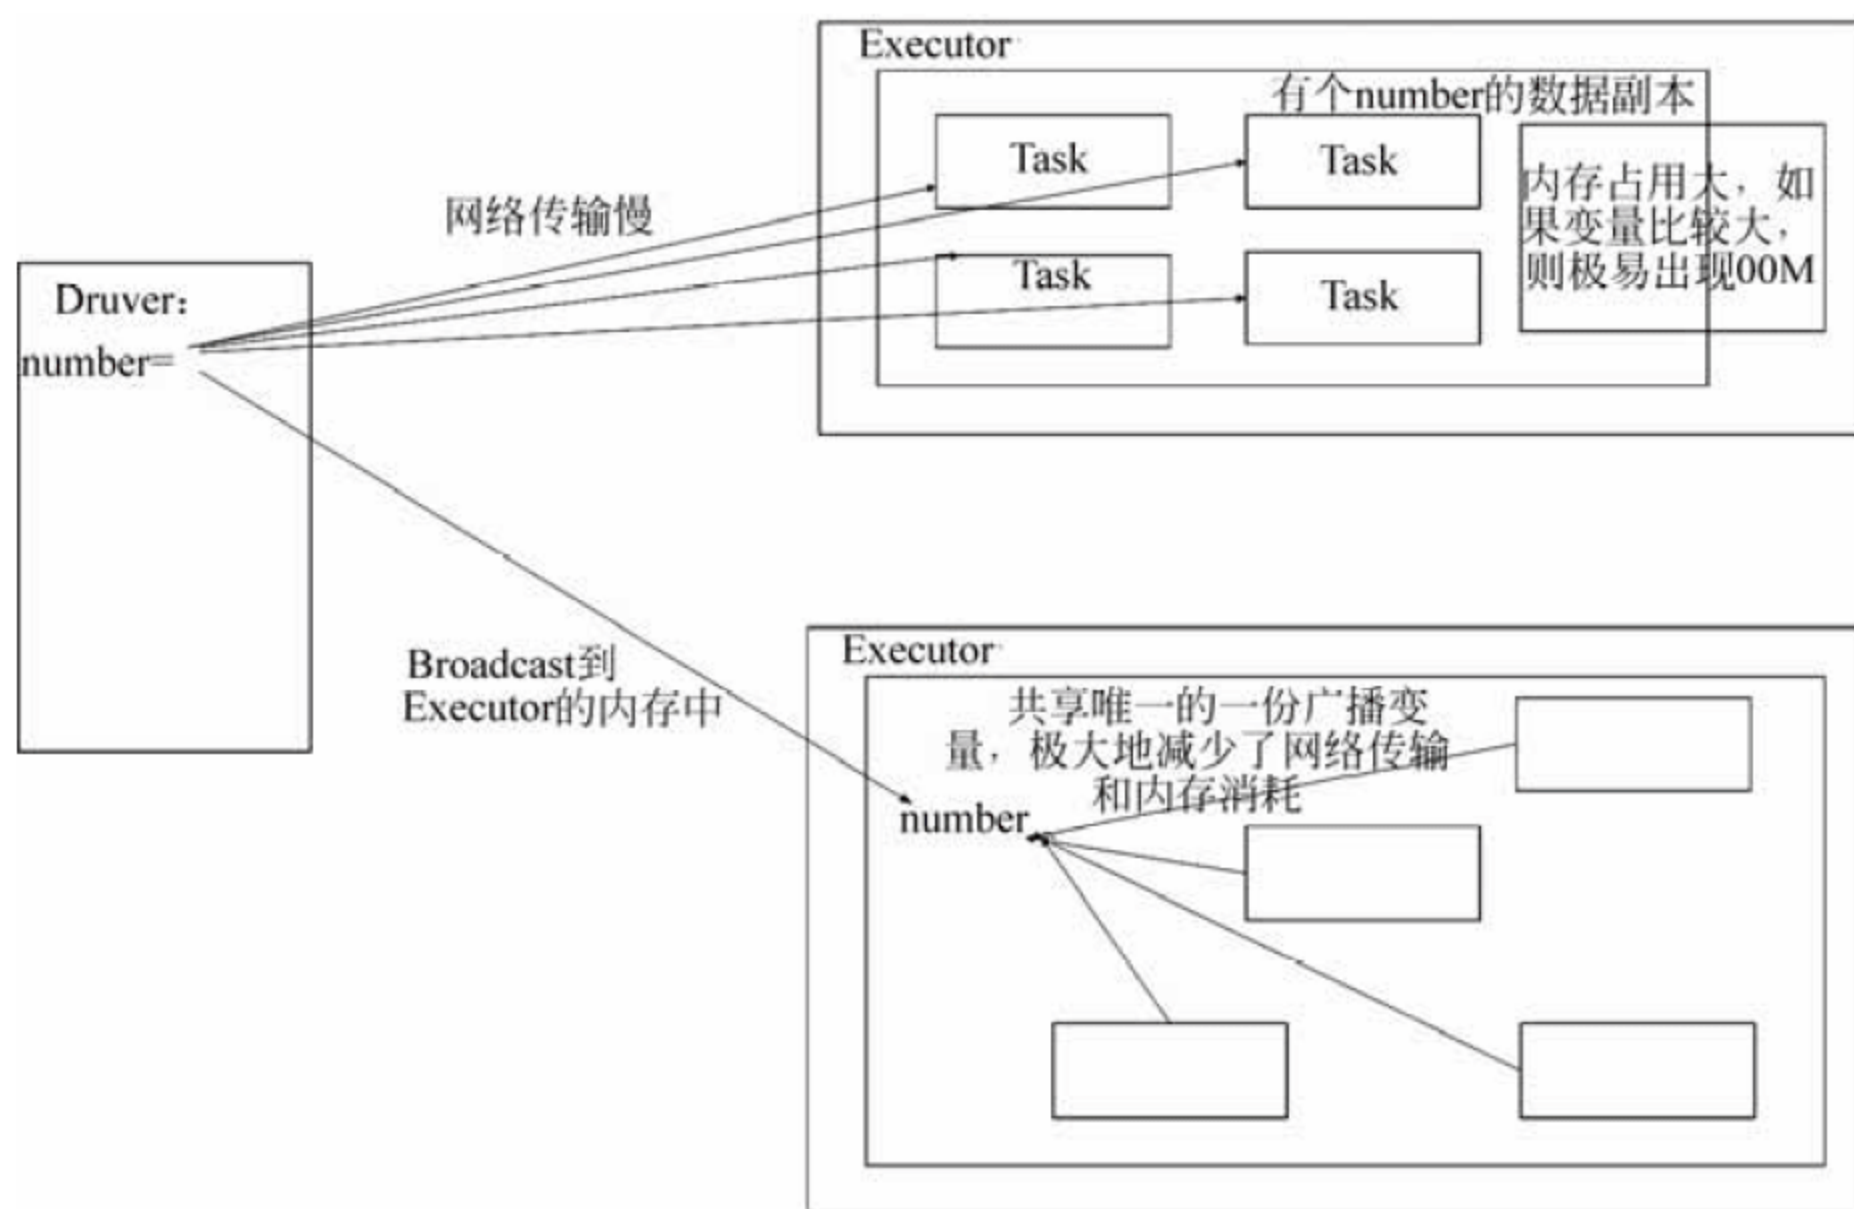 Executor
有个number的数据副本
Task
Task
内存占用大，如
果变量比较大，
则极易出现00M
网络传输慢
Task
Task
Druver：
number=
Broadcast到
Executor的内存中
Executor
共享唯一的一份广播变
量，极大地减少了网络传输
和内存消耗
number